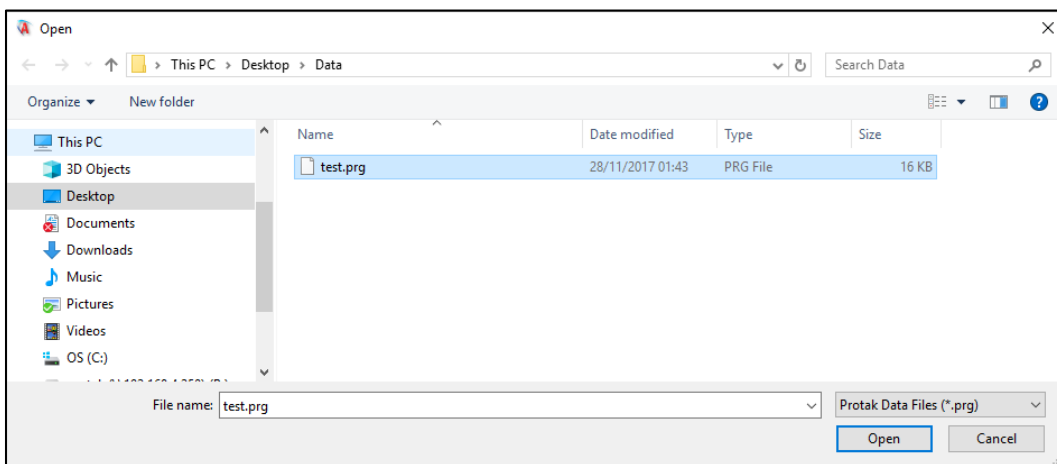 Open
This PC > Desktop > Data
Search Data
Organize
New folder
Name Date modified Type Size
This PC
3D Objects
Desktop
Documents
Downloads
Music
Pictures
Videos
OS (C:)
test.prg 28/11/2017 01:43 PRG File 16 KB
File name: test.prg
Protak Data Files (*.prg)
Open Cancel